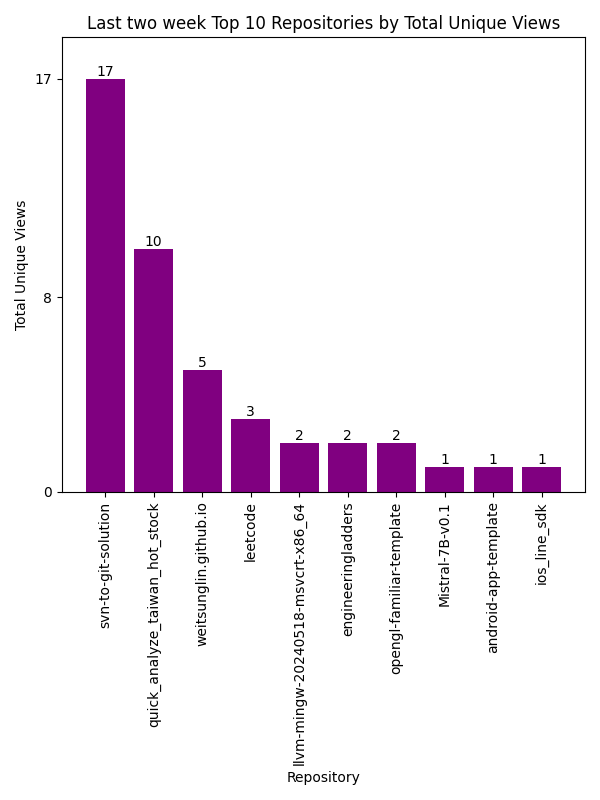 Last two week Top 10 Repositories by Total Unique Views
Total Unique Views
17
8
0
17
10
5
3
2
2
2
1
1
1
svn-to-git-solution
quick_analyze_taiwan_hot_stock
weitsunglin.github.io
leetcode
llvm-mingw-20240518-msvcrt-x86_64
engineeringladders
opengl-familiar-template
Mistral-7B-v0.1
android-app-template
ios_line_sdk
Repository